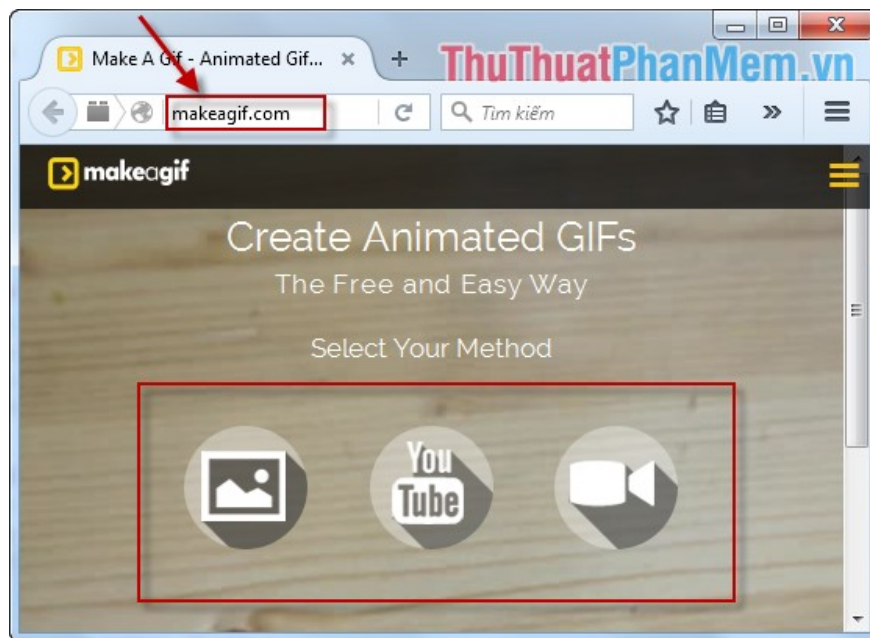 Make A Gif - Animated Gif...
ThuThuatPhanMem.vn
makeagif.com
Tìm kiếm
makeagif
Create Animated GIFs
The Free and Easy Way
Select Your Method
You
Tube